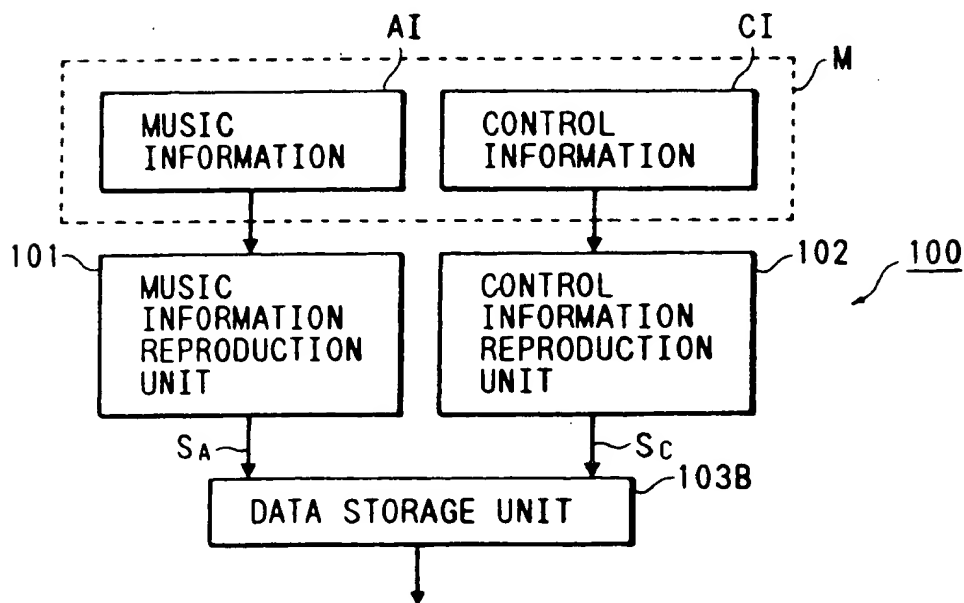 AI
CI
M
MUSIC
INFORMATION
CONTROL
INFORMATION
101
102
100
MUSIC
INFORMATION
REPRODUCTION
UNIT
CONTROL
INFORMATION
REPRODUCTION
UNIT
SA
SC
103B
DATA STORAGE UNIT